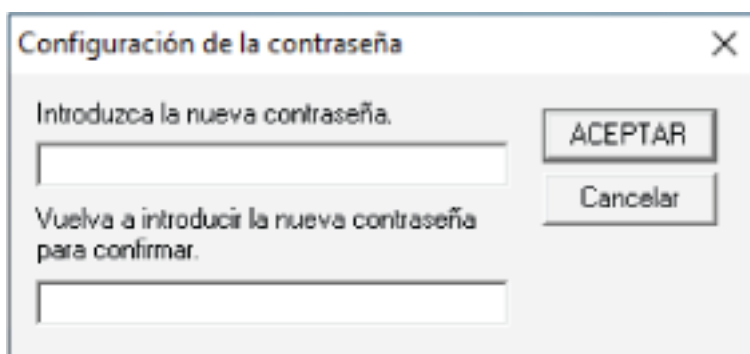 Configuración de la contraseña
Introduzca la nueva contraseña.
ACEPTAR
Cancelar
Vuelva a introducir la nueva contraseña
para confirmar.